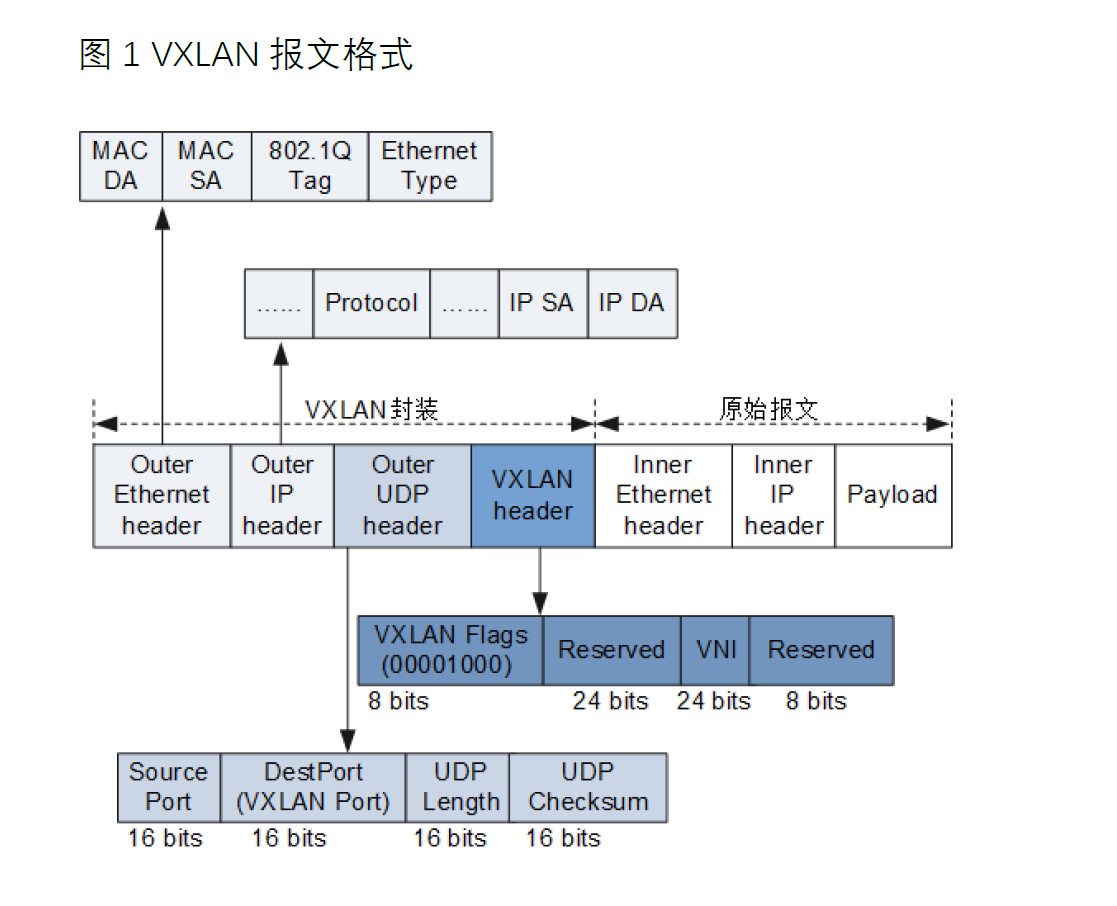 图 1 VXLAN 报文格式
MAC DA
MAC SA
802.1Q Tag
Ethernet Type
......
Protocol
......
IP SA
IP DA
VXLAN封装
原始报文
Outer Ethernet header
Outer IP header
Outer UDP header
VXLAN header
Inner Ethernet header
Inner IP header
Payload
VXLAN Flags (00001000)
Reserved
VNI
Reserved
8 bits
24 bits
24 bits
8 bits
Source Port
DestPort (VXLAN Port)
UDP Length
UDP Checksum
16 bits
16 bits
16 bits
16 bits